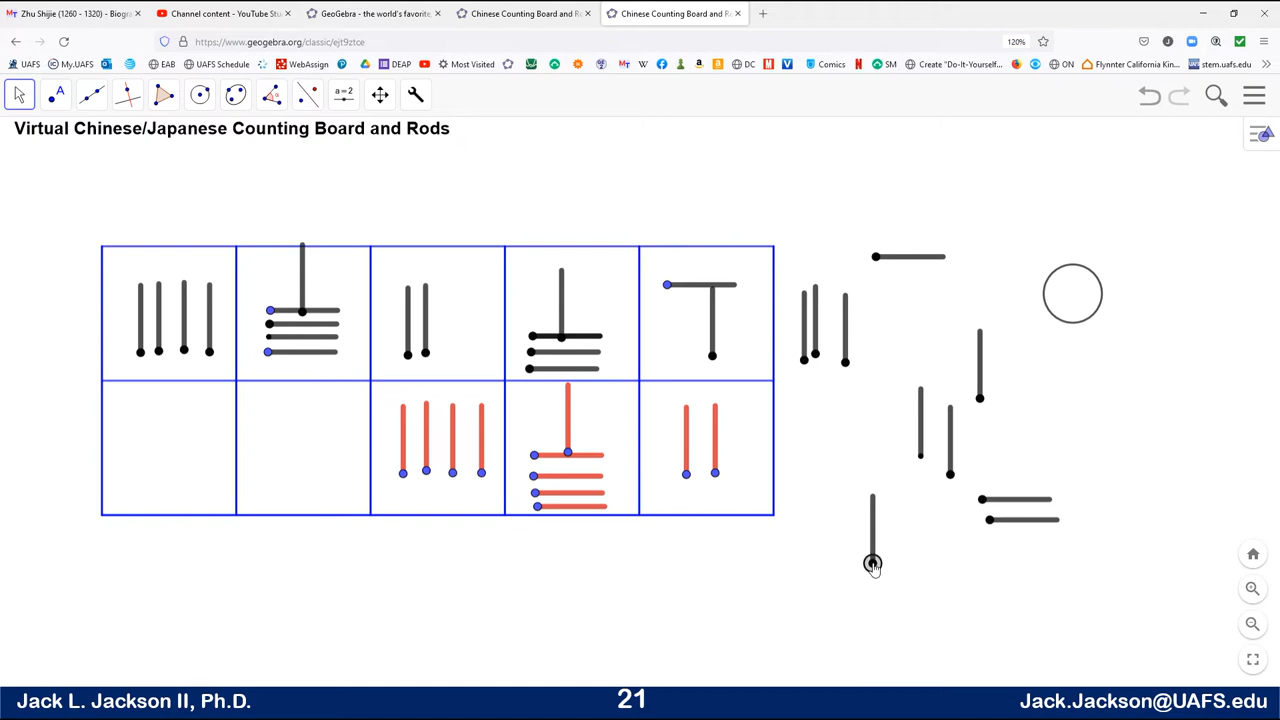 Zhu Shijie (1260 - 1320) - Biogra
Channel content - YouTube Stu
GeoGebra - the world's favorite,
Chinese Counting Board and R
Chinese Counting Board and R
https://www.geogebra.org/classic/ejt9ztce
120%
UAFS
My.UAFS
EAB
UAFS Schedule
WebAssign
DEAP
Most Visited
DC
Comics
SM
Create "Do-It-Yourself...
ON
Flynnter California Kin...
stem.uafs.edu
Virtual Chinese/Japanese Counting Board and Rods
Jack L. Jackson II, Ph.D.
21
Jack.Jackson@UAFS.edu